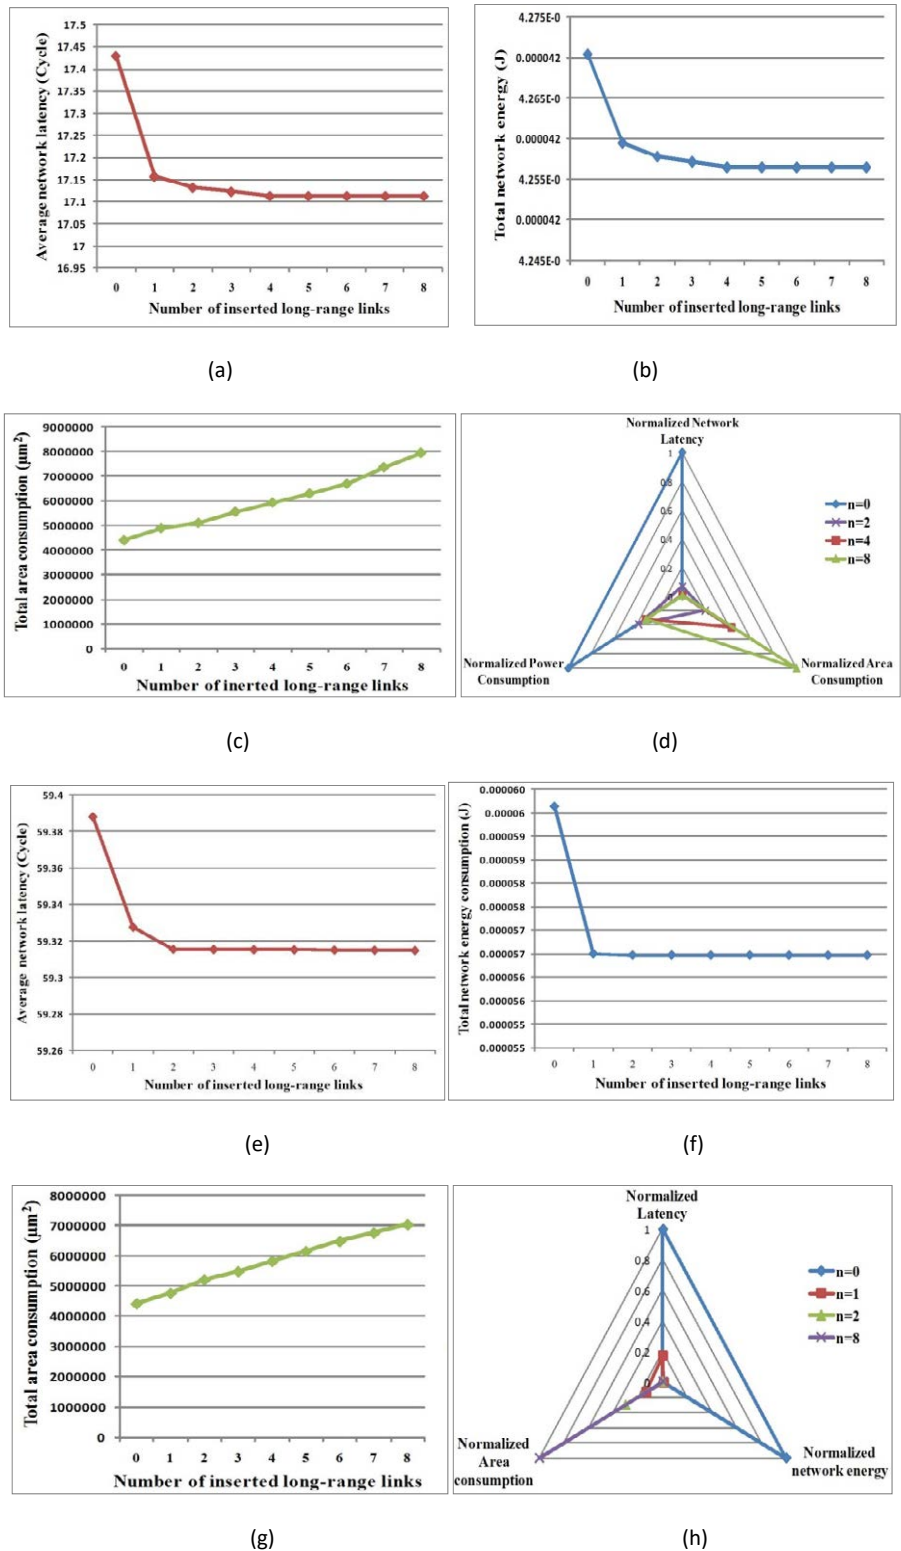 17.5
17.45
17.4
17.35
17.3
17.25
17.2
17.15
17.1
17.05
17
16.95
Average network latency (Cycle)
0 1 2 3 4 5 6 7 8
Number of inserted long-range links
(a)
4.275E-0
0.000042
4.265E-0
0.000042
4.255E-0
0.000042
4.245E-0
Total network energy (J)
0 1 2 3 4 5 6 7 8
Number of inserted long-range links
(b)
9000000
8000000
7000000
6000000
5000000
4000000
3000000
2000000
1000000
0
Total area consumption (µm²)
0 1 2 3 4 5 6 7 8
Number of inerted long-range links
(c)
Normalized Network
Latency
1
0.8
0.6
0.4
0.2
0
n=0
n=2
n=4
n=8
Normalized Power
Consumption
Normalized Area
Consumption
(d)
59.4
59.38
59.36
59.34
59.32
59.3
59.28
59.26
Average network latency (Cycle)
0 1 2 3 4 5 6 7 8
Number of inserted long-range links
(e)
0.000060
0.00006
0.000059
0.000059
0.000058
0.000058
0.000057
0.000057
0.000056
0.000056
0.000055
0.000055
Total network energy consumption (J)
0 1 2 3 4 5 6 7 8
Number of inserted long-range links
(f)
8000000
7000000
6000000
5000000
4000000
3000000
2000000
1000000
0
Total area consumption (µm²)
0 1 2 3 4 5 6 7 8
Number of inserted long-range links
(g)
Normalized
Latency
1
0.8
0.6
0.4
0.2
0
n=0
n=1
n=2
n=8
Normalized
Area
consumption
Normalized
network energy
(h)